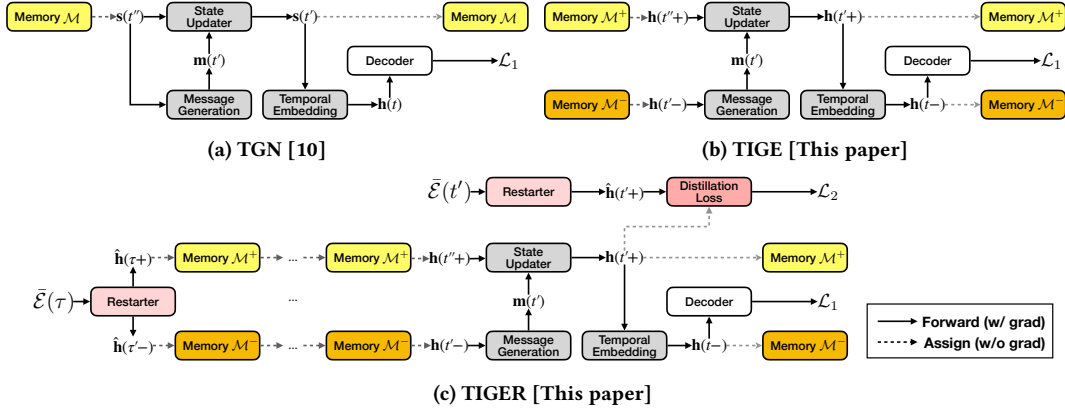 Memory ℳ
s(t'')
State Updater
s(t')
Memory ℳ
m(t')
Message Generation
Temporal Embedding
h(t)
Decoder
ℒ₁
(a) TGN [10]
Memory ℳ⁺
h(t''+)
State Updater
h(t'+)
Memory ℳ⁺
m(t')
Decoder
ℒ₁
Memory ℳ⁻
h(t'−)
Message Generation
Temporal Embedding
h(t−)
Memory ℳ⁻
(b) TIGE [This paper]
ℰ̄(t')
Restarter
ĥ(t'+)
Distillation Loss
ℒ₂
ĥ(τ+)
Memory ℳ⁺
...
Memory ℳ⁺
h(t''+)
State Updater
h(t'+)
Memory ℳ⁺
ℰ̄(τ)
Restarter
...
m(t')
Decoder
ℒ₁
ĥ(τ'−)
Memory ℳ⁻
...
Memory ℳ⁻
h(t'−)
Message Generation
Temporal Embedding
h(t−)
Memory ℳ⁻
Forward (w/ grad)
Assign (w/o grad)
(c) TIGER [This paper]